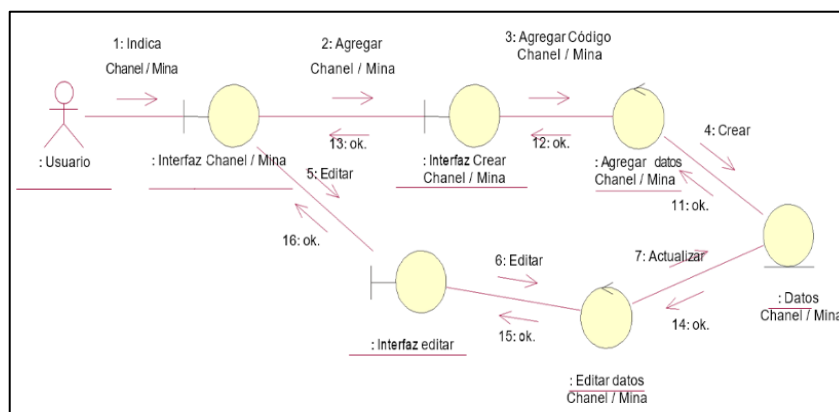 1: Indica
Chanel / Mina
2: Agregar
Chanel / Mina
3: Agregar Código
Chanel / Mina
: Usuario
: Interfaz Chanel / Mina
13: ok.
: Interfaz Crear
Chanel / Mina
12: ok.
: Agregar datos
Chanel / Mina
4: Crear
11: ok.
5: Editar
16: ok.
6: Editar
15: ok.
7: Actualizar
14: ok.
: Datos
Chanel / Mina
: Interfaz editar
: Editar datos
Chanel / Mina